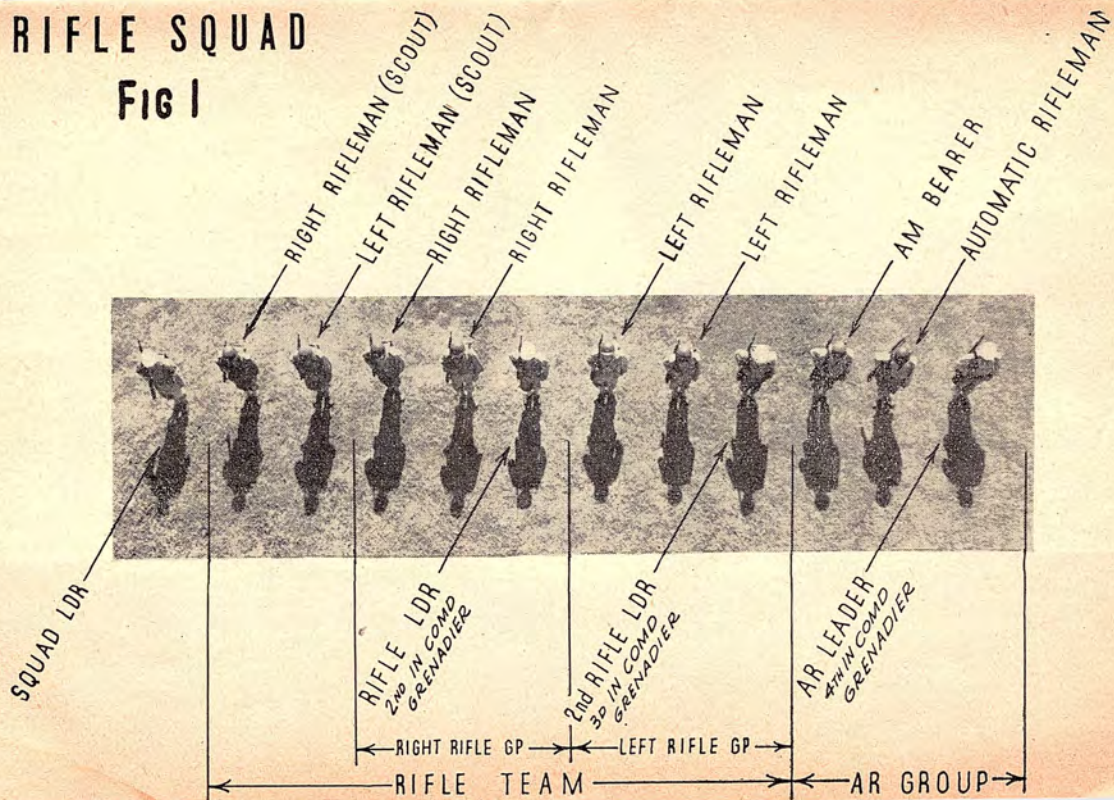 RIFLE SQUAD
FIG 1
RIGHT RIFLEMAN (SCOUT)
LEFT RIFLEMAN (SCOUT)
RIGHT RIFLEMAN
RIGHT RIFLEMAN
LEFT RIFLEMAN
LEFT RIFLEMAN
AM BEARER
AUTOMATIC RIFLEMAN
SQUAD LDR
RIFLE LDR
2ND IN COMD
GRENADIER
2nd RIFLE LDR
3D IN COMD
GRENADIER
AR LEADER
4TH IN COMD
GRENADIER
RIGHT RIFLE GP
LEFT RIFLE GP
RIFLE TEAM
AR GROUP